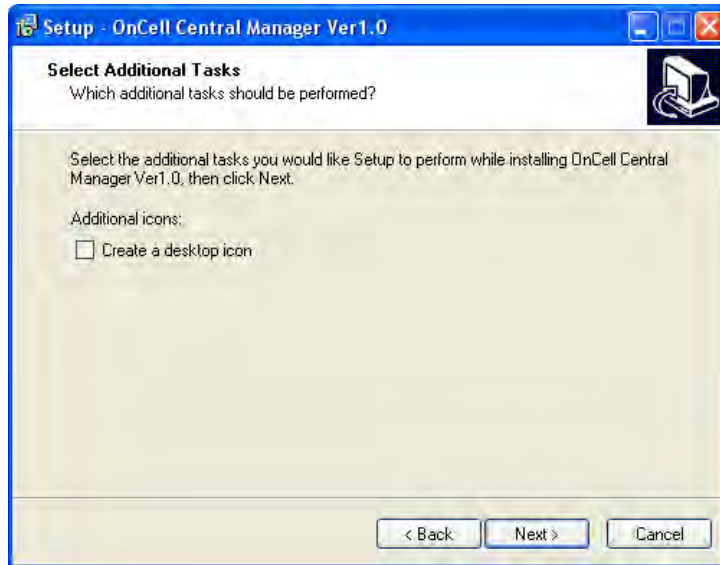 Setup - OnCell Central Manager Ver1.0
Select Additional Tasks
Which additional tasks should be performed?
Select the additional tasks you would like Setup to perform while installing OnCell Central
Manager Ver1.0, then click Next.
Additional icons:
Create a desktop icon
< Back
Next >
Cancel